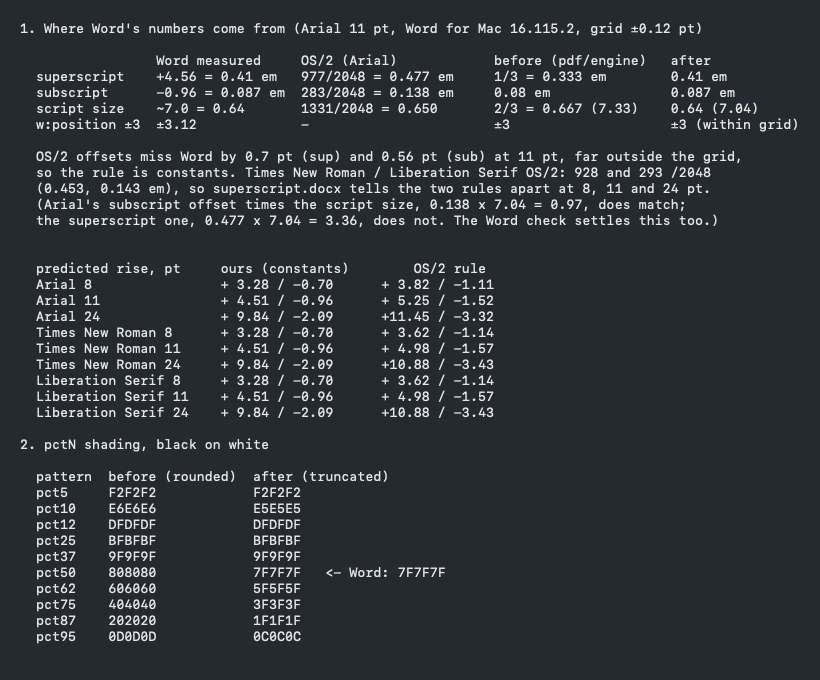 1. Where Word's numbers come from (Arial 11 pt, Word for Mac 16.115.2, grid ±0.12 pt)
Word measured OS/2 (Arial) before (pdf/engine) after
superscript +4.56 = 0.41 em 977/2048 = 0.477 em 1/3 = 0.333 em 0.41 em
subscript −0.96 = 0.087 em 283/2048 = 0.138 em 0.08 em 0.087 em
script size ~7.0 = 0.64 1331/2048 = 0.650 2/3 = 0.667 (7.33) 0.64 (7.04)
w:position ±3 ±3.12 – ±3 ±3 (within grid)
OS/2 offsets miss Word by 0.7 pt (sup) and 0.56 pt (sub) at 11 pt, far outside the grid,
so the rule is constants. Times New Roman / Liberation Serif OS/2: 928 and 293 /2048
(0.453, 0.143 em), so superscript.docx tells the two rules apart at 8, 11 and 24 pt.
(Arial's subscript offset times the script size, 0.138 x 7.04 = 0.97, does match;
the superscript one, 0.477 x 7.04 = 3.36, does not. The Word check settles this too.)
predicted rise, pt ours (constants) OS/2 rule
Arial 8 + 3.28 / −0.70 + 3.82 / −1.11
Arial 11 + 4.51 / −0.96 + 5.25 / −1.52
Arial 24 + 9.84 / −2.09 +11.45 / −3.32
Times New Roman 8 + 3.28 / −0.70 + 3.62 / −1.14
Times New Roman 11 + 4.51 / −0.96 + 4.98 / −1.57
Times New Roman 24 + 9.84 / −2.09 +10.88 / −3.43
Liberation Serif 8 + 3.28 / −0.70 + 3.62 / −1.14
Liberation Serif 11 + 4.51 / −0.96 + 4.98 / −1.57
Liberation Serif 24 + 9.84 / −2.09 +10.88 / −3.43
2. pctN shading, black on white
pattern before (rounded) after (truncated)
pct5 F2F2F2 F2F2F2
pct10 E6E6E6 E5E5E5
pct12 DFDFDF DFDFDF
pct25 BFBFBF BFBFBF
pct37 9F9F9F 9F9F9F
pct50 808080 7F7F7F <− Word: 7F7F7F
pct62 606060 5F5F5F
pct75 404040 3F3F3F
pct87 202020 1F1F1F
pct95 0D0D0D 0C0C0C